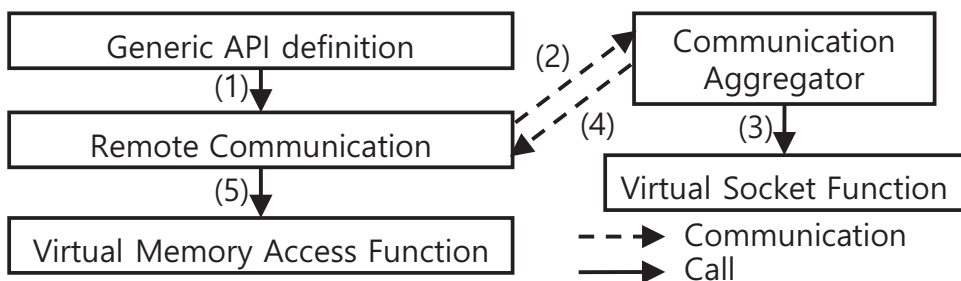 Generic API definition
(1)
Remote Communication
(5)
Virtual Memory Access Function
(2)
(4)
Communication
Aggregator
(3)
Virtual Socket Function
Communication
Call